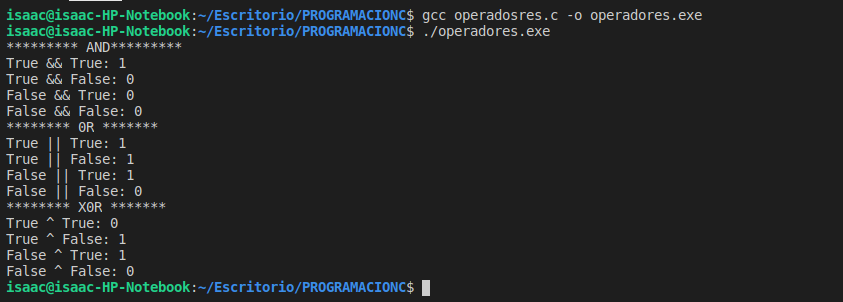 isaac@isaac-HP-Notebook:~/Escritorio/PROGRAMACIONC$ gcc operadosres.c -o operadores.exe
isaac@isaac-HP-Notebook:~/Escritorio/PROGRAMACIONC$ ./operadores.exe
********* AND*********
True && True: 1
True && False: 0
False && True: 0
False && False: 0
******** 0R *******
True || True: 1
True || False: 1
False || True: 1
False || False: 0
******** X0R *******
True ^ True: 0
True ^ False: 1
False ^ True: 1
False ^ False: 0
isaac@isaac-HP-Notebook:~/Escritorio/PROGRAMACIONC$